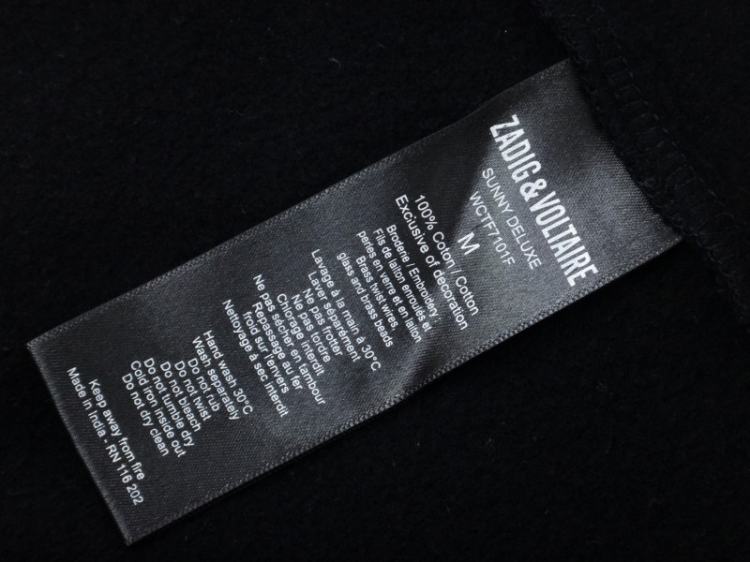 ZADIG&VOLTAIRE
SUNNY DELUXE
WCTF7101F
M
100% Coton / Cotton
Exclusive of decoration
Broderie / Embroidery :
Fils de laiton enroulés et
perles en verre et en laiton
Brass twist wires,
glass and brass beads
Lavage à la main à 30°C
Laver séparément
Ne pas frotter
Ne pas tordre
Chlorage interdit
Repassage au fer
Ne pas sécher en tambour
froid sur l'envers
Nettoyage à sec interdit
Hand wash 30°C
Wash separately
Do not rub
Do not twist
Do not bleach
Do not tumble dry
Cold iron inside out
Do not dry clean
Keep away from fire
Made in India - RN 116 202